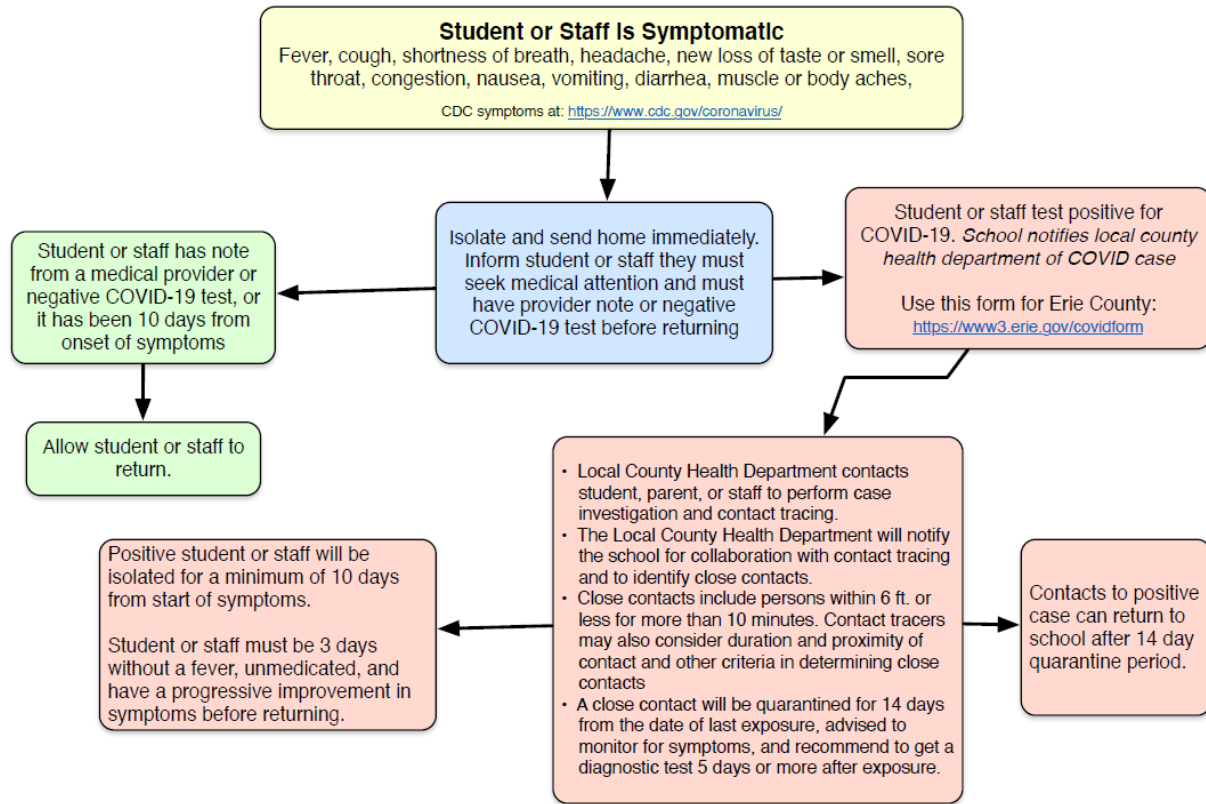 Student or Staff Is Symptomatic
Fever, cough, shortness of breath, headache, new loss of taste or smell, sore
throat, congestion, nausea, vomiting, diarrhea, muscle or body aches,
CDC symptoms at: https://www.cdc.gov/coronavirus/
Student or staff has note
from a medical provider or
negative COVID-19 test, or
it has been 10 days from
onset of symptoms
Isolate and send home immediately.
Inform student or staff they must
seek medical attention and must
have provider note or negative
COVID-19 test before returning
Student or staff test positive for
COVID-19. School notifies local county
health department of COVID case
Use this form for Erie County:
https://www3.erie.gov/covidform
Allow student or staff to
return.
• Local County Health Department contacts
student, parent, or staff to perform case
investigation and contact tracing.
• The Local County Health Department will notify
the school for collaboration with contact tracing
and to identify close contacts.
• Close contacts include persons within 6 ft. or
less for more than 10 minutes. Contact tracers
may also consider duration and proximity of
contact and other criteria in determining close
contacts
• A close contact will be quarantined for 14 days
from the date of last exposure, advised to
monitor for symptoms, and recommend to get a
diagnostic test 5 days or more after exposure.
Positive student or staff will be
isolated for a minimum of 10 days
from start of symptoms.
Student or staff must be 3 days
without a fever, unmedicated, and
have a progressive improvement in
symptoms before returning.
Contacts to positive
case can return to
school after 14 day
quarantine period.